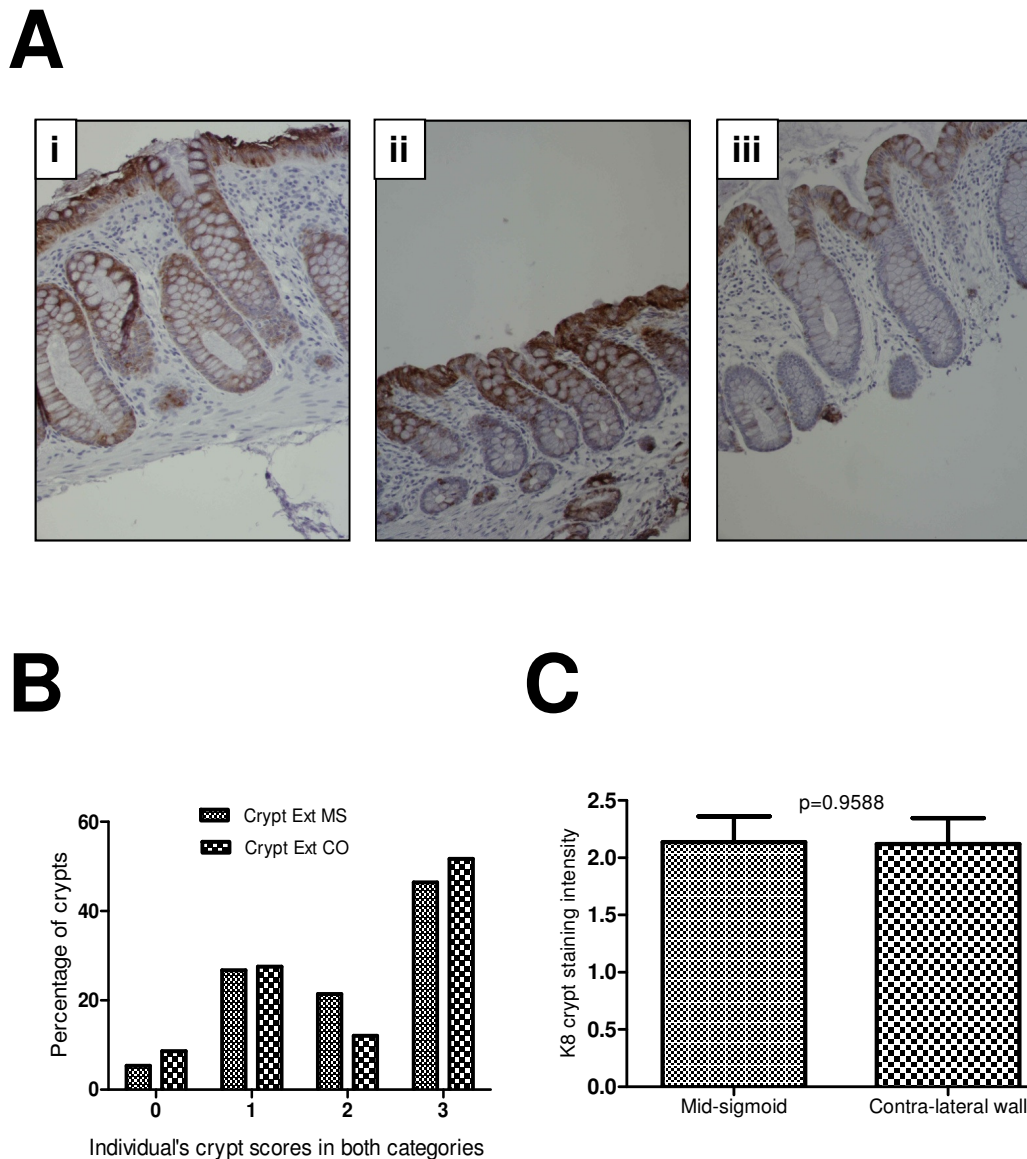 A
i
ii
iii
B
C
Crypt Ext MS
Crypt Ext CO
Percentage of crypts
60
40
20
0
0 1 2 3
Individual's crypt scores in both categories
p=0.9588
K8 crypt staining intensity
2.5
2.0
1.5
1.0
0.5
0.0
Mid-sigmoid Contra-lateral wall